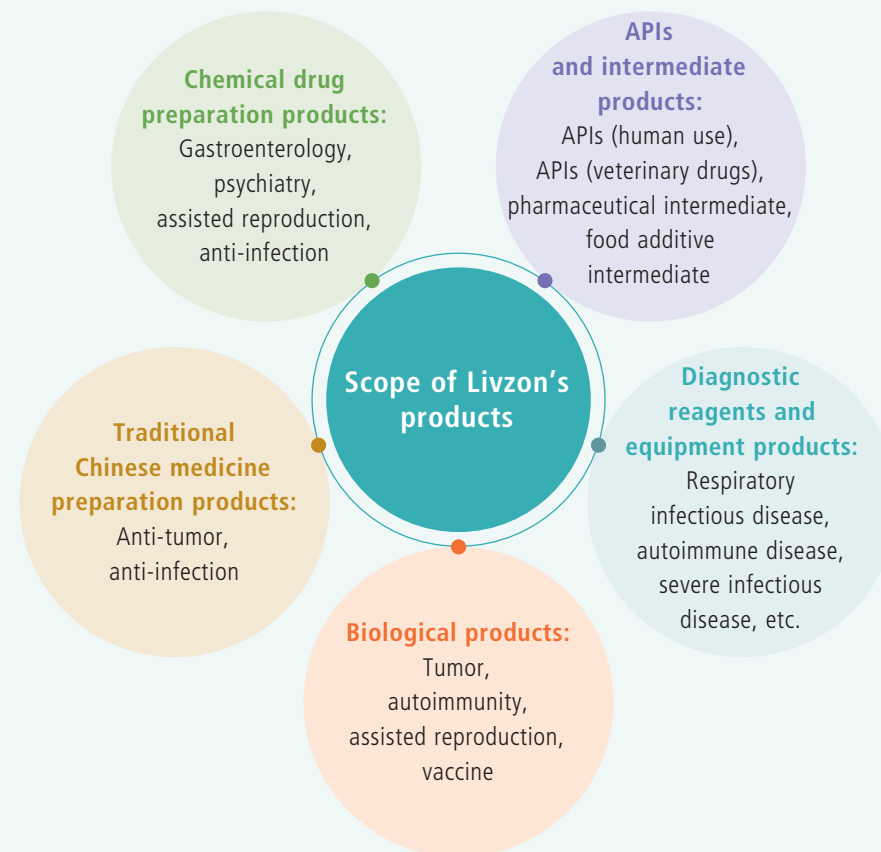 Chemical drug
preparation products:
Gastroenterology,
psychiatry,
assisted reproduction,
anti-infection
APIs
and intermediate
products:
APIs (human use),
APIs (veterinary drugs),
pharmaceutical intermediate,
food additive
intermediate
Scope of Livzon’s
products
Traditional
Chinese medicine
preparation products:
Anti-tumor,
anti-infection
Diagnostic
reagents and
equipment products:
Respiratory
infectious disease,
autoimmune disease,
severe infectious
disease, etc.
Biological products:
Tumor,
autoimmunity,
assisted reproduction,
vaccine